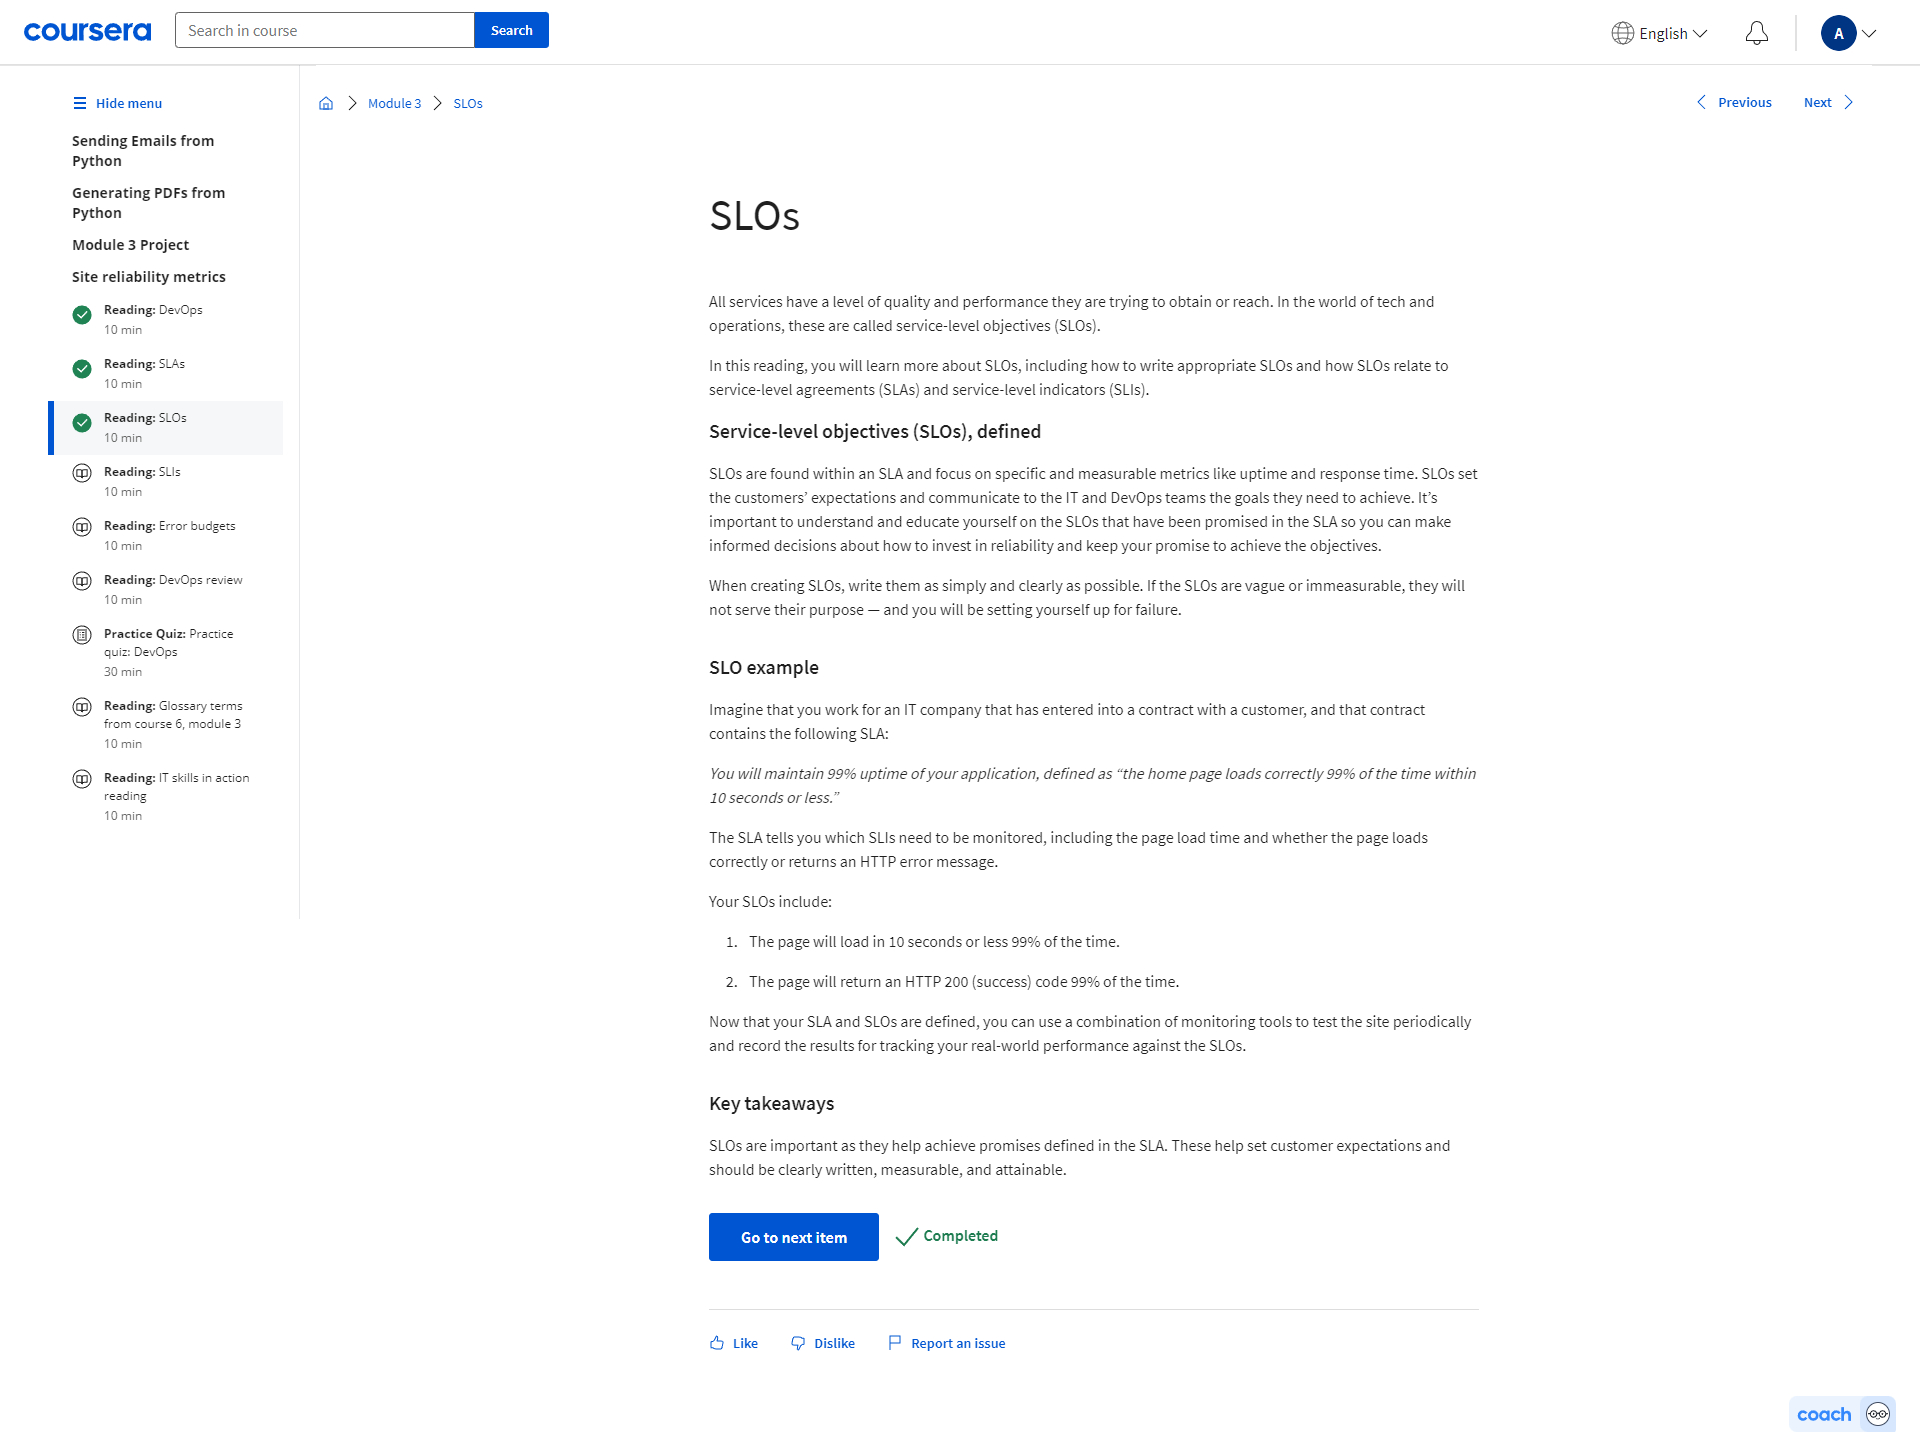 coursera
Search in course
Search
English
A
Hide menu
Sending Emails from
Python
Generating PDFs from
Python
Module 3 Project
Site reliability metrics
Reading: DevOps
10 min
Reading: SLAs
10 min
Reading: SLOs
10 min
Reading: SLIs
10 min
Reading: Error budgets
10 min
Reading: DevOps review
10 min
Practice Quiz: Practice
quiz: DevOps
30 min
Reading: Glossary terms
from course 6, module 3
10 min
Reading: IT skills in action
reading
10 min
Module 3
SLOs
Previous
Next
SLOs
All services have a level of quality and performance they are trying to obtain or reach. In the world of tech and
operations, these are called service-level objectives (SLOs).
In this reading, you will learn more about SLOs, including how to write appropriate SLOs and how SLOs relate to
service-level agreements (SLAs) and service-level indicators (SLIs).
Service-level objectives (SLOs), defined
SLOs are found within an SLA and focus on specific and measurable metrics like uptime and response time. SLOs set
the customers’ expectations and communicate to the IT and DevOps teams the goals they need to achieve. It’s
important to understand and educate yourself on the SLOs that have been promised in the SLA so you can make
informed decisions about how to invest in reliability and keep your promise to achieve the objectives.
When creating SLOs, write them as simply and clearly as possible. If the SLOs are vague or immeasurable, they will
not serve their purpose — and you will be setting yourself up for failure.
SLO example
Imagine that you work for an IT company that has entered into a contract with a customer, and that contract
contains the following SLA:
You will maintain 99% uptime of your application, defined as “the home page loads correctly 99% of the time within
10 seconds or less.”
The SLA tells you which SLIs need to be monitored, including the page load time and whether the page loads
correctly or returns an HTTP error message.
Your SLOs include:
1. The page will load in 10 seconds or less 99% of the time.
2. The page will return an HTTP 200 (success) code 99% of the time.
Now that your SLA and SLOs are defined, you can use a combination of monitoring tools to test the site periodically
and record the results for tracking your real-world performance against the SLOs.
Key takeaways
SLOs are important as they help achieve promises defined in the SLA. These help set customer expectations and
should be clearly written, measurable, and attainable.
Go to next item
Completed
Like
Dislike
Report an issue
coach